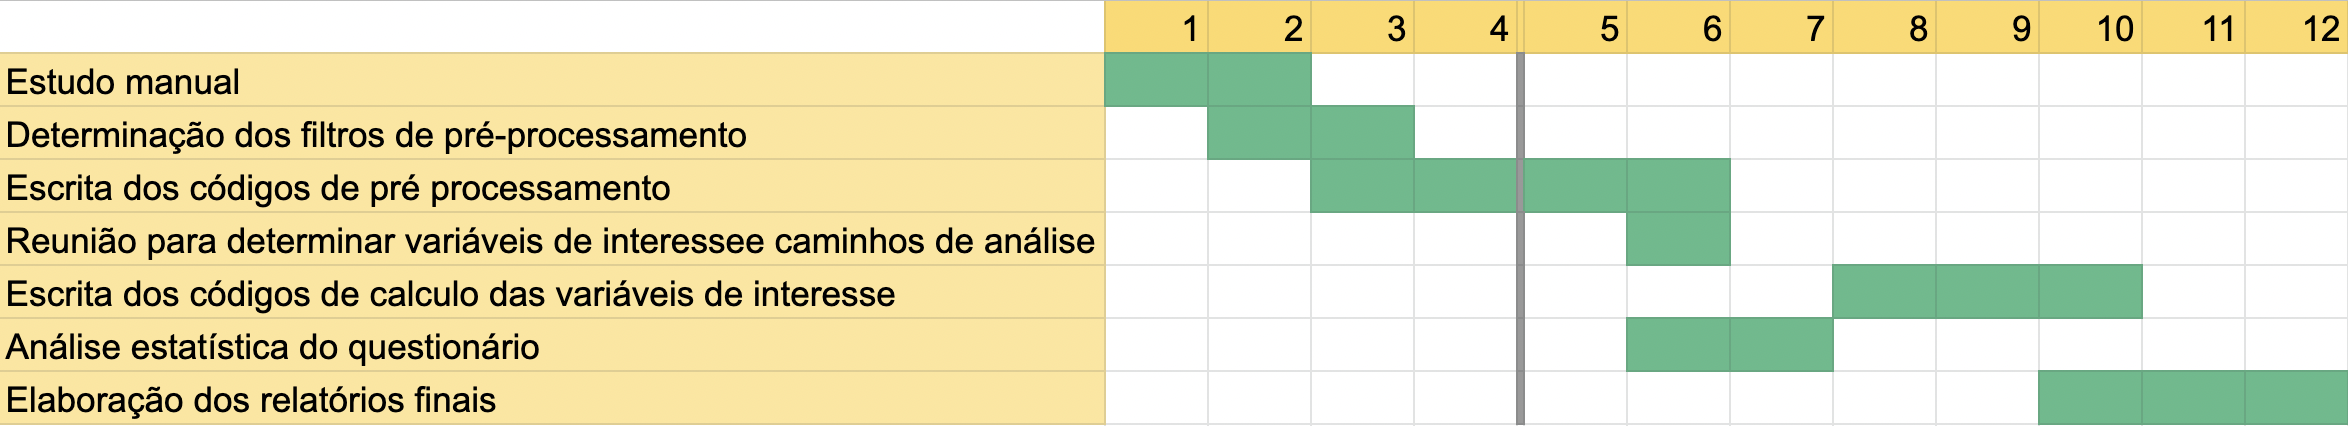 1 2 3 4 5 6 7 8 9 10 11 12
Estudo manual
Determinação dos filtros de pré-processamento
Escrita dos códigos de pré processamento
Reunião para determinar variáveis de interessee caminhos de análise
Escrita dos códigos de calculo das variáveis de interesse
Análise estatística do questionário
Elaboração dos relatórios finais